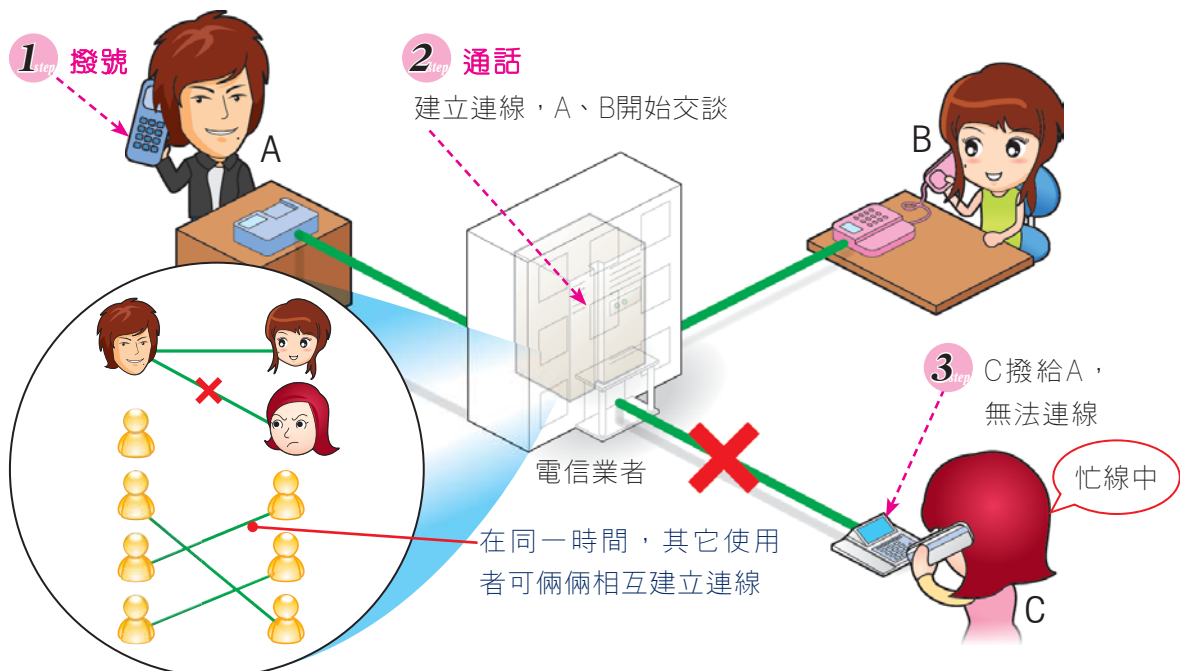 1 step 撥號
A
2 step 通話
建立連線，A、B開始交談
B
3 step C撥給A，
無法連線
電信業者
忙線中
在同一時間，其它使用
者可倆倆相互建立連線
C